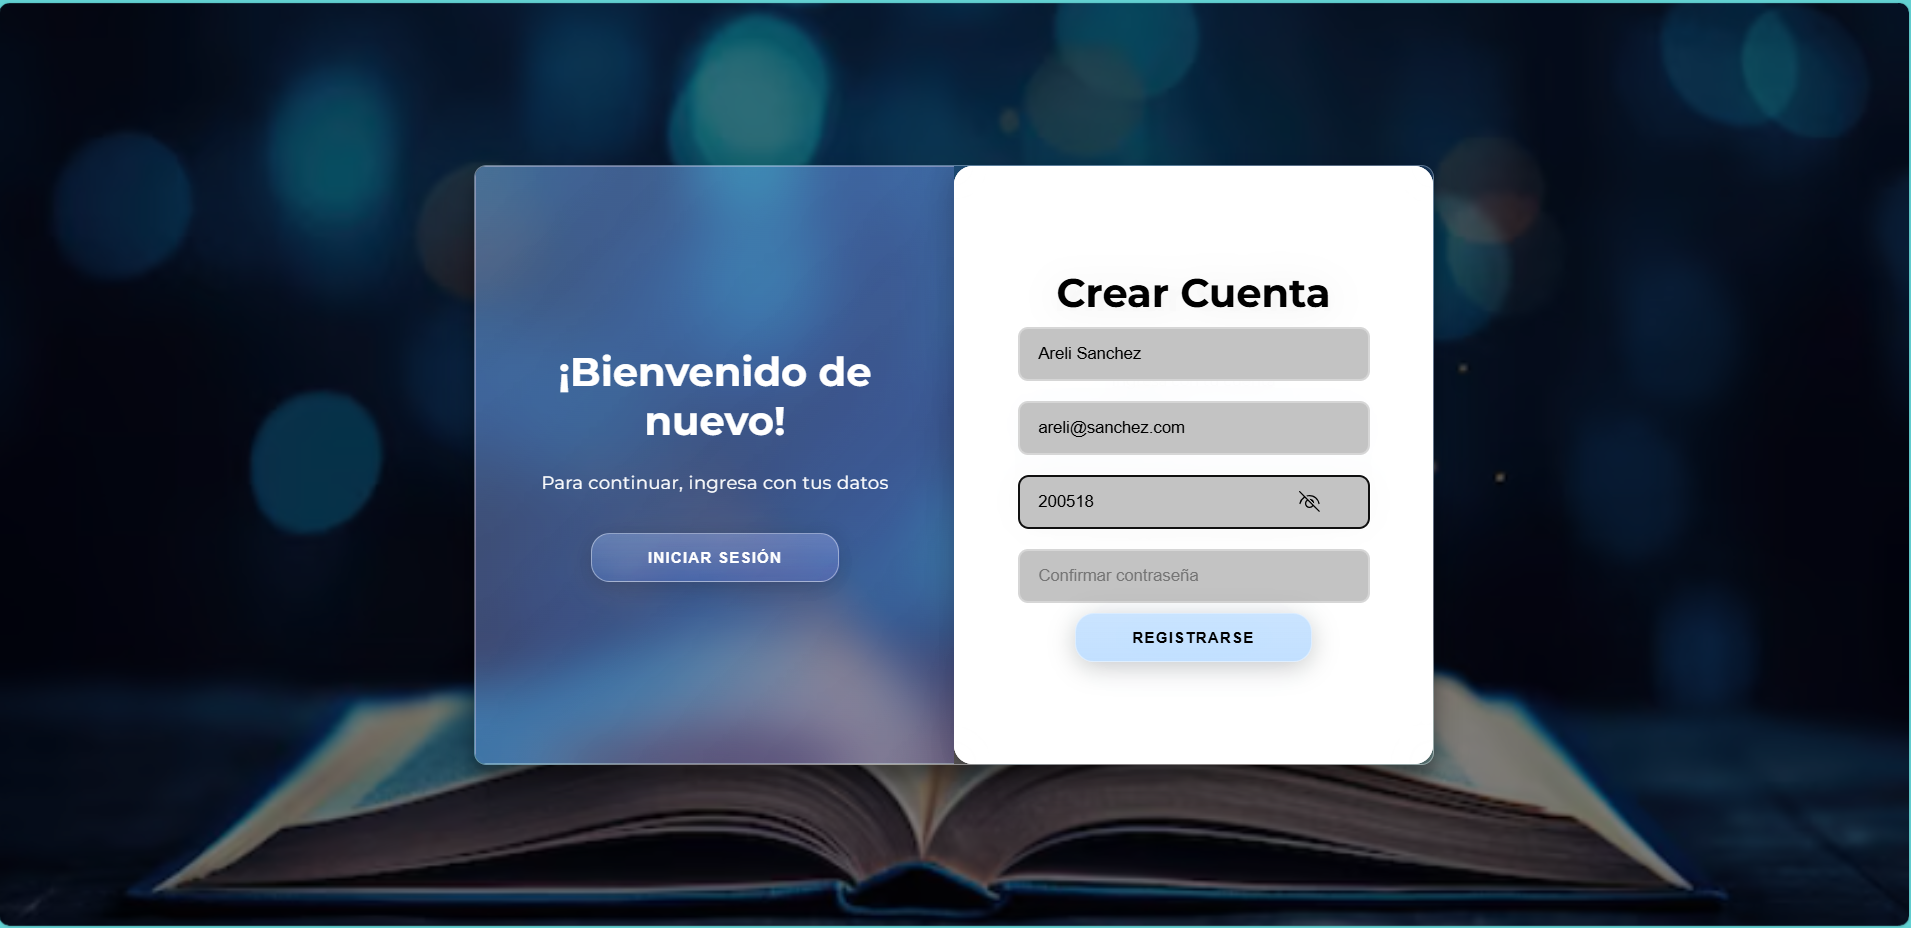 ¡Bienvenido de
nuevo!
Para continuar, ingresa con tus datos
INICIAR SESIÓN
Crear Cuenta
Areli Sanchez
areli@sanchez.com
200518
Confirmar contraseña
REGISTRARSE